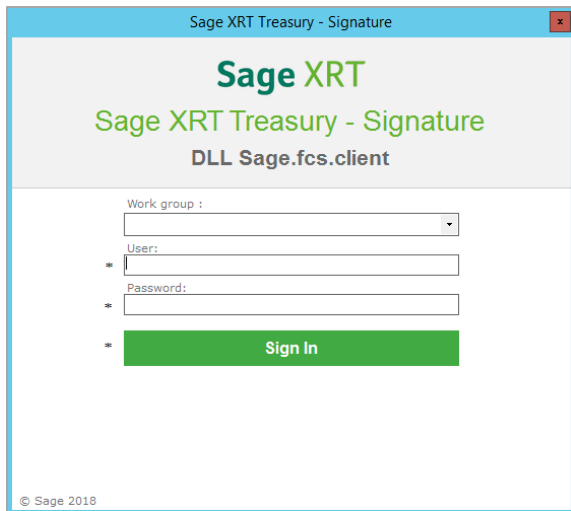 Sage XRT Treasury - Signature
x
Sage XRT
Sage XRT Treasury - Signature
DLL Sage.fcs.client
Work group :
User:
*
Password:
*
* Sign In
© Sage 2018